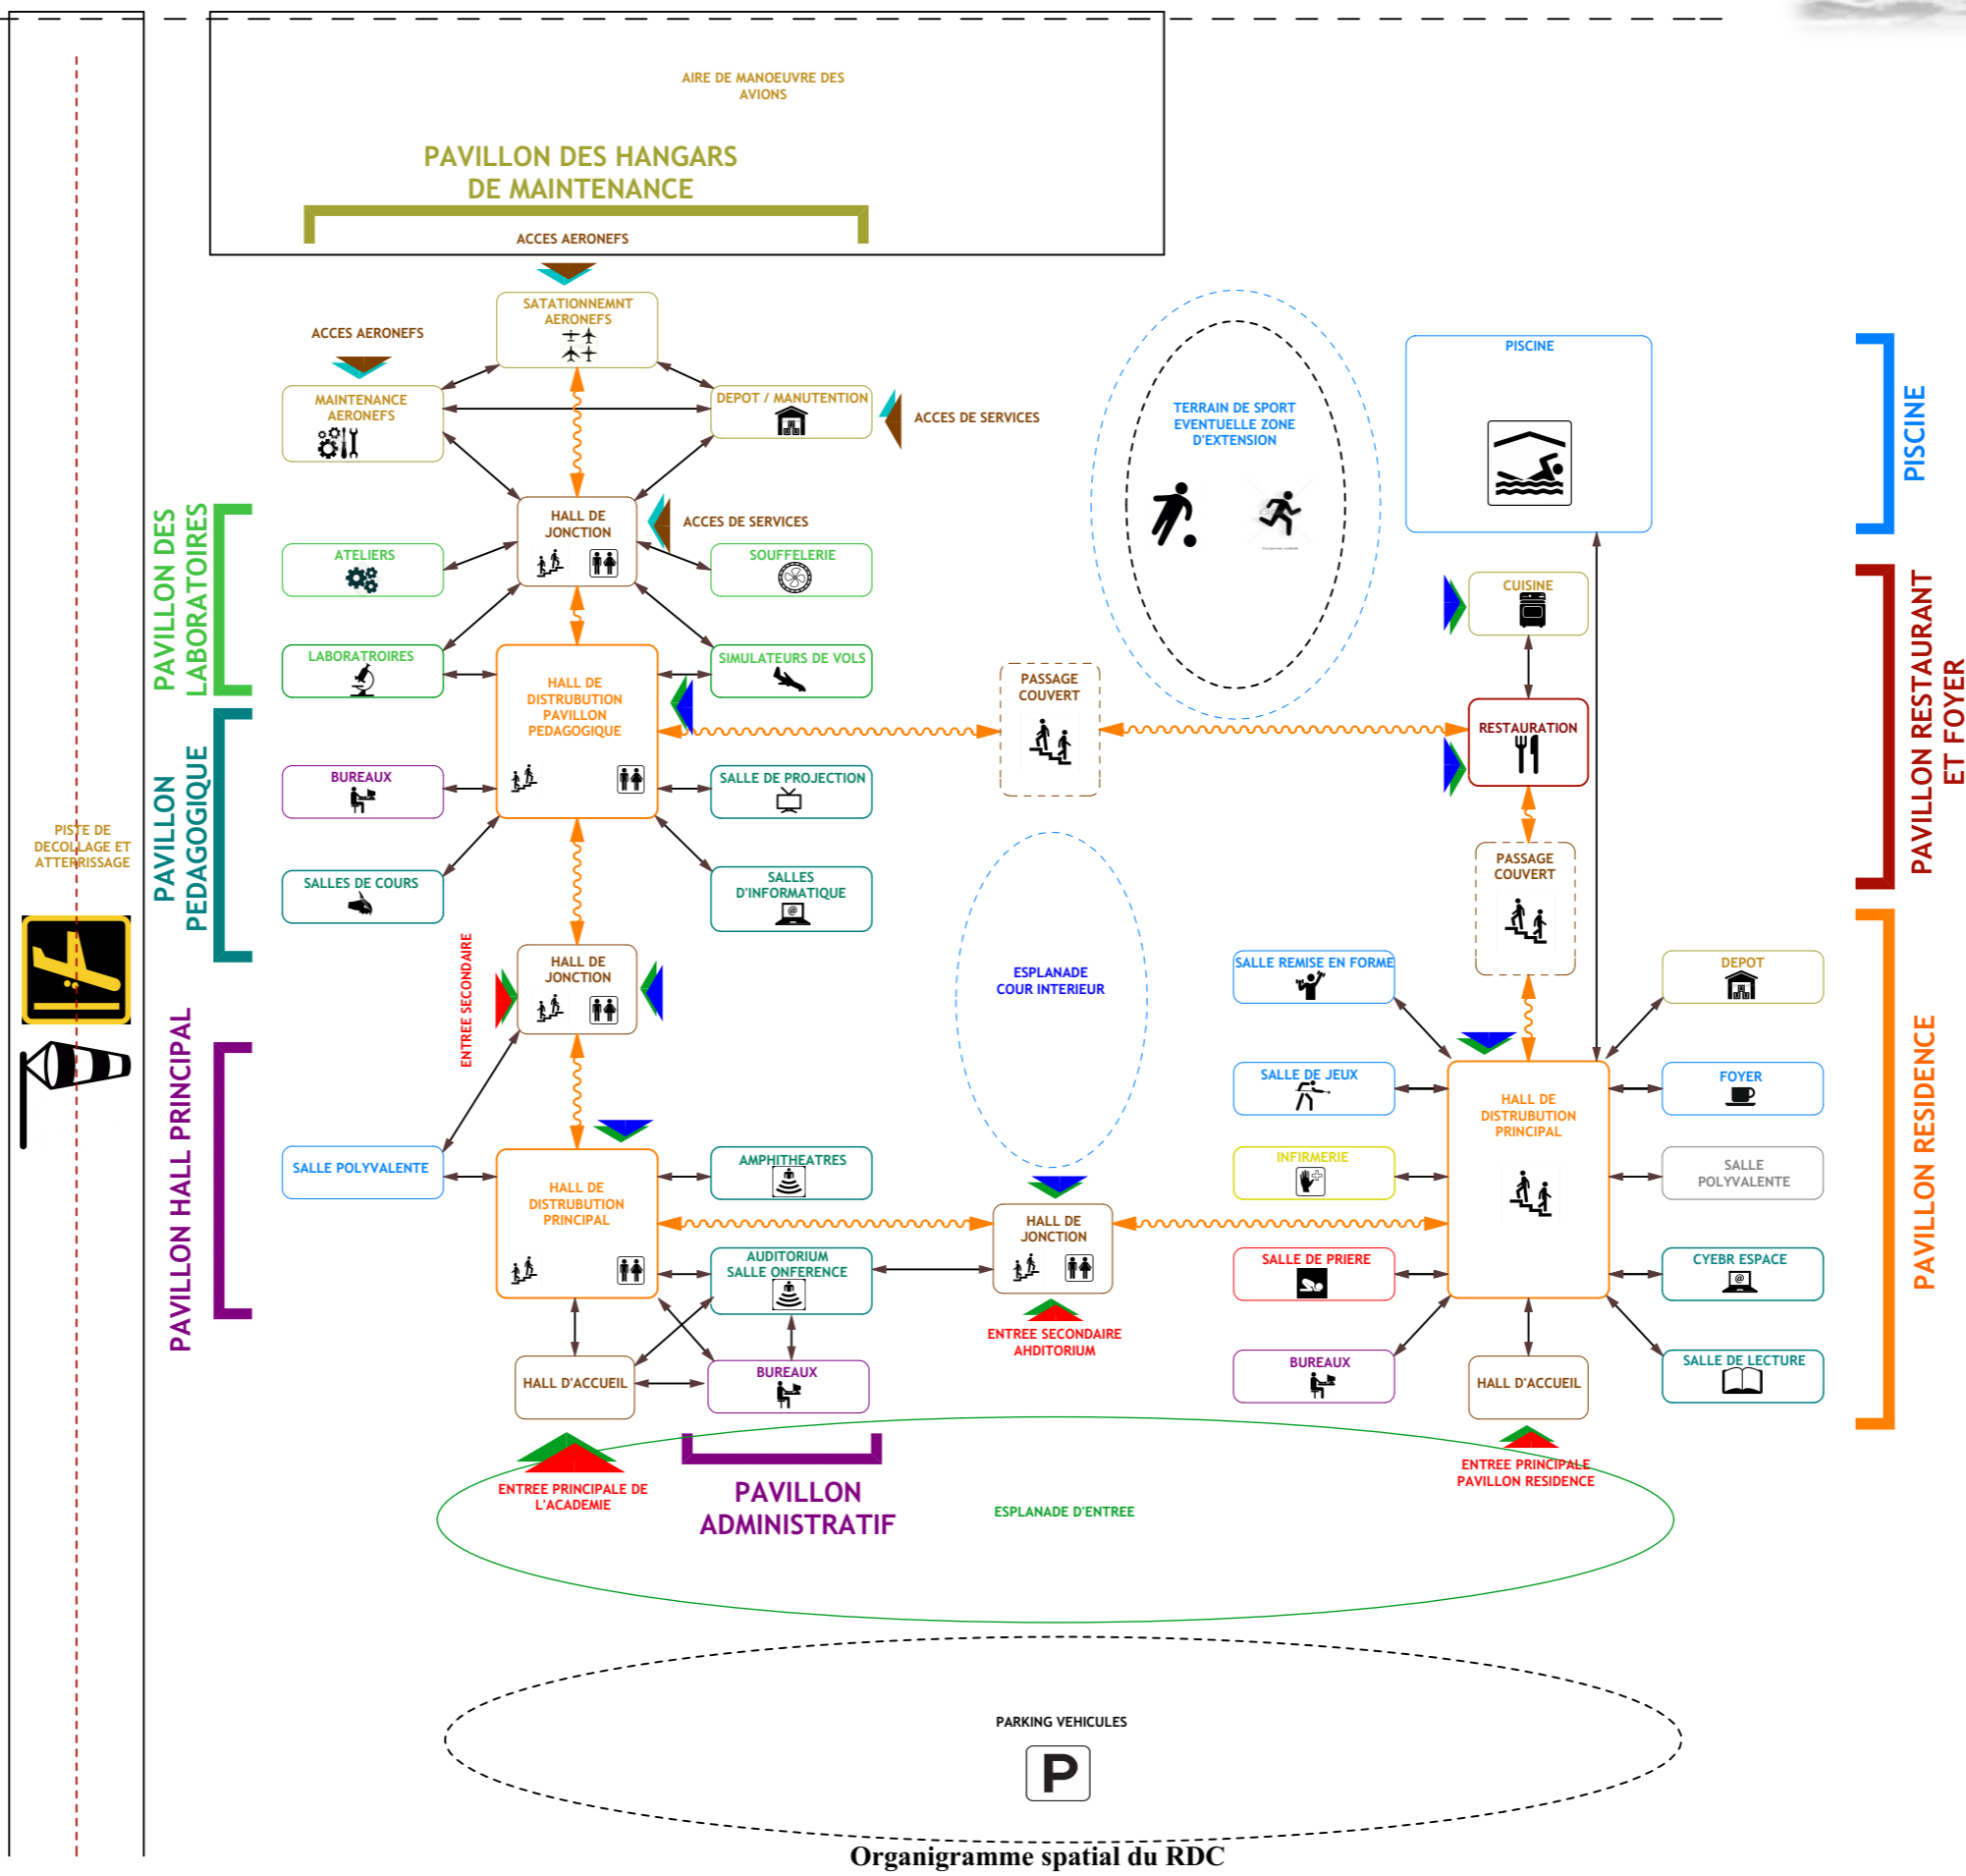 AIRE DE MANOEUVRE DES
AVIONS
PAVILLON DES HANGARS
DE MAINTENANCE
ACCES AERONEFS
SATATIONNEMNT
AERONEFS
ACCES AERONEFS
MAINTENANCE
AERONEFS
DEPOT / MANUTENTION
ACCES DE SERVICES
TERRAIN DE SPORT
EVENTUELLE ZONE
D'EXTENSION
PISCINE
PISCINE
HALL DE
JONCTION
ACCES DE SERVICES
PAVILLON DES
LABORATOIRES
ATELIERS
SOUFFELERIE
CUISINE
LABORATROIRES
SIMULATEURS DE VOLS
HALL DE
DISTRUBUTION
PAVILLON
PEDAGOGIQUE
PASSAGE
COUVERT
RESTAURATION
PAVILLON RESTAURANT
ET FOYER
PAVILLON
PEDAGOGIQUE
BUREAUX
SALLE DE PROJECTION
PISTE DE
DECOLLAGE ET
ATTERRISSAGE
SALLES DE COURS
SALLES
D'INFORMATIQUE
@
PASSAGE
COUVERT
ENTREE SECONDAIRE
HALL DE
JONCTION
ESPLANADE
COUR INTERIEUR
SALLE REMISE EN FORME
DEPOT
PAVILLON HALL PRINCIPAL
SALLE DE JEUX
HALL DE
DISTRUBUTION
PRINCIPAL
FOYER
PAVILLON RESIDENCE
SALLE POLYVALENTE
HALL DE
DISTRUBUTION
PRINCIPAL
AMPHITHEATRES
INFIRMERIE
SALLE
POLYVALENTE
HALL DE
JONCTION
AUDITORIUM
SALLE ONFERENCE
SALLE DE PRIERE
CYEBR ESPACE
@
ENTREE SECONDAIRE
AHDITORIUM
HALL D'ACCUEIL
BUREAUX
BUREAUX
HALL D'ACCUEIL
SALLE DE LECTURE
ENTREE PRINCIPALE DE
L'ACADEMIE
PAVILLON
ADMINISTRATIF
ESPLANADE D'ENTREE
ENTREE PRINCIPALE
PAVILLON RESIDENCE
PARKING VEHICULES
P
Organigramme spatial du RDC